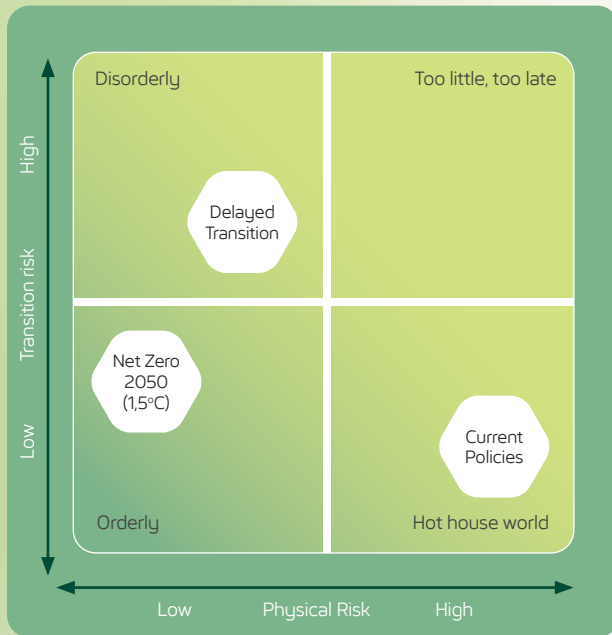 Disorderly
Too little, too late
High
Delayed
Transition
Transition risk
Net Zero
2050
(1,5°C)
Low
Current
Policies
Orderly
Hot house world
Low
Physical Risk
High